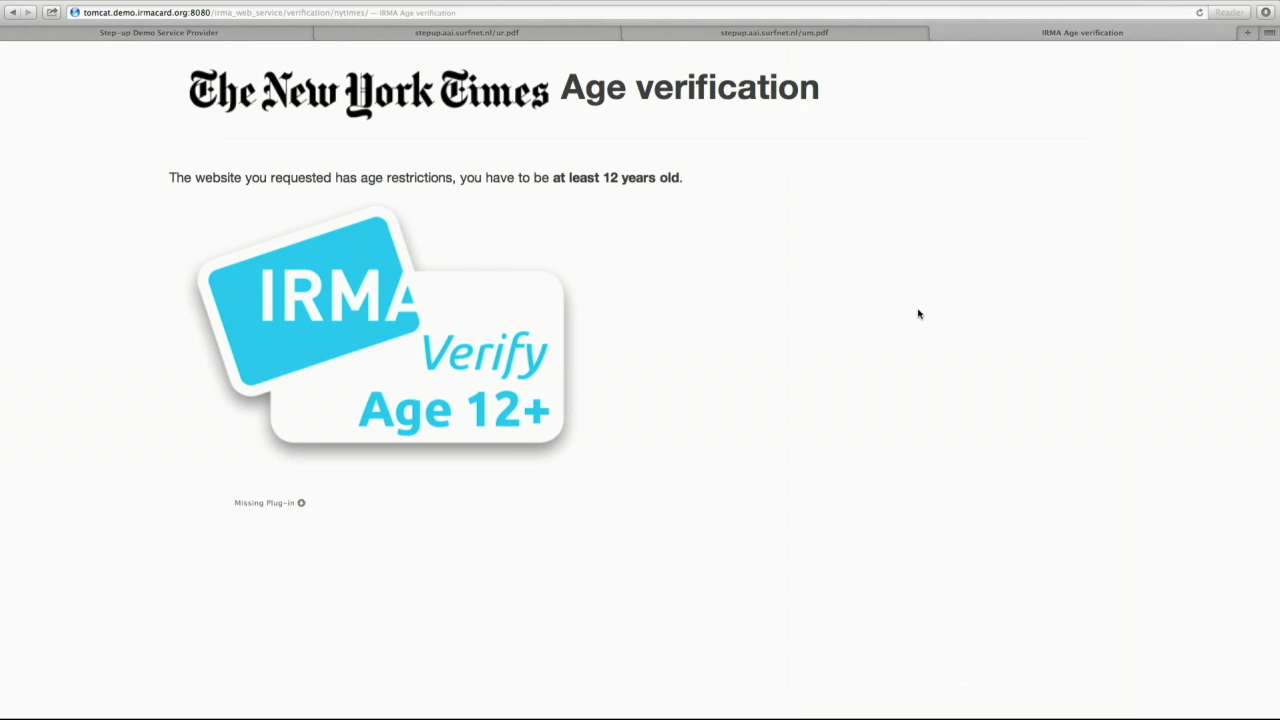 tomcat.demo.irmacard.org:8080/irma_web_service/verification/nytimes/ — IRMA Age verification
Reader
Step-up Demo Service Provider
stepup.aai.surfnet.nl/ur.pdf
stepup.aai.surfnet.nl/um.pdf
IRMA Age verification
The New York Times Age verification
The website you requested has age restrictions, you have to be at least 12 years old.
IRMA
Verify
Age 12+
Missing Plug-in